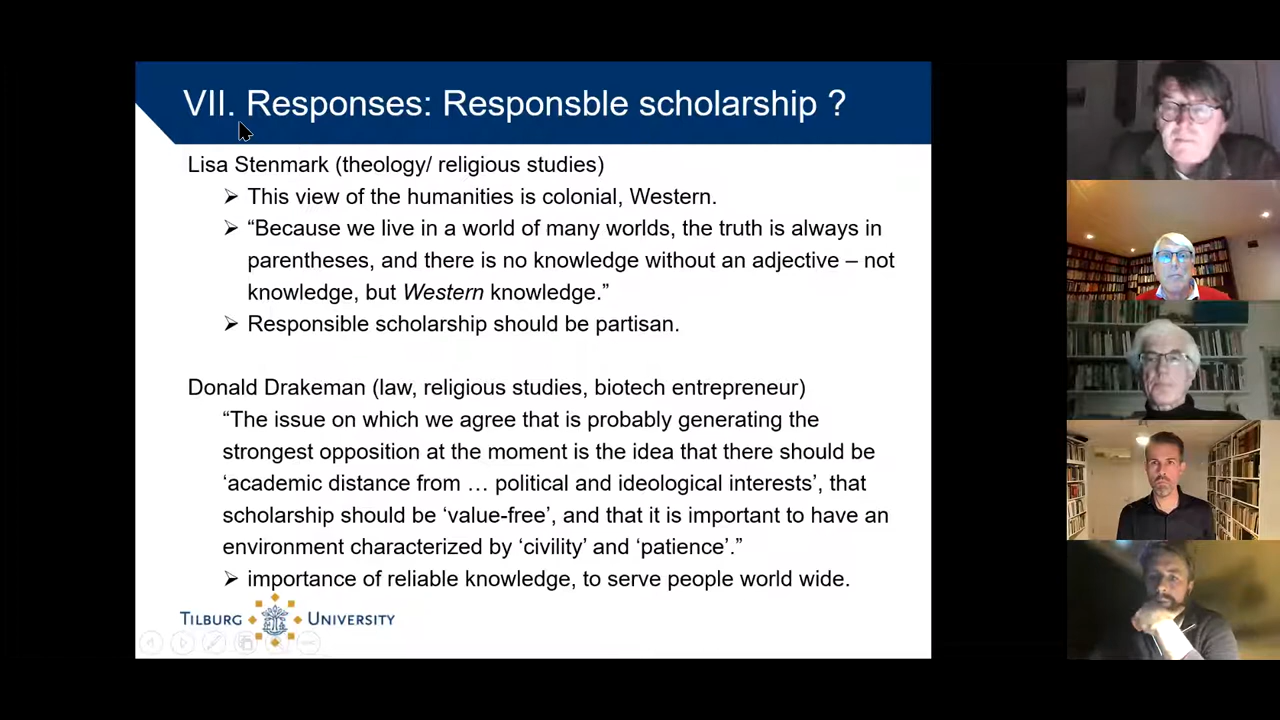 VII. Responses: Responsble scholarship ?
Lisa Stenmark (theology/ religious studies)
➢ This view of the humanities is colonial, Western.
➢ “Because we live in a world of many worlds, the truth is always in
parentheses, and there is no knowledge without an adjective – not
knowledge, but Western knowledge.”
➢ Responsible scholarship should be partisan.
Donald Drakeman (law, religious studies, biotech entrepreneur)
“The issue on which we agree that is probably generating the
strongest opposition at the moment is the idea that there should be
‘academic distance from … political and ideological interests’, that
scholarship should be ‘value-free’, and that it is important to have an
environment characterized by ‘civility’ and ‘patience’.”
➢ importance of reliable knowledge, to serve people world wide.
TILBURG UNIVERSITY